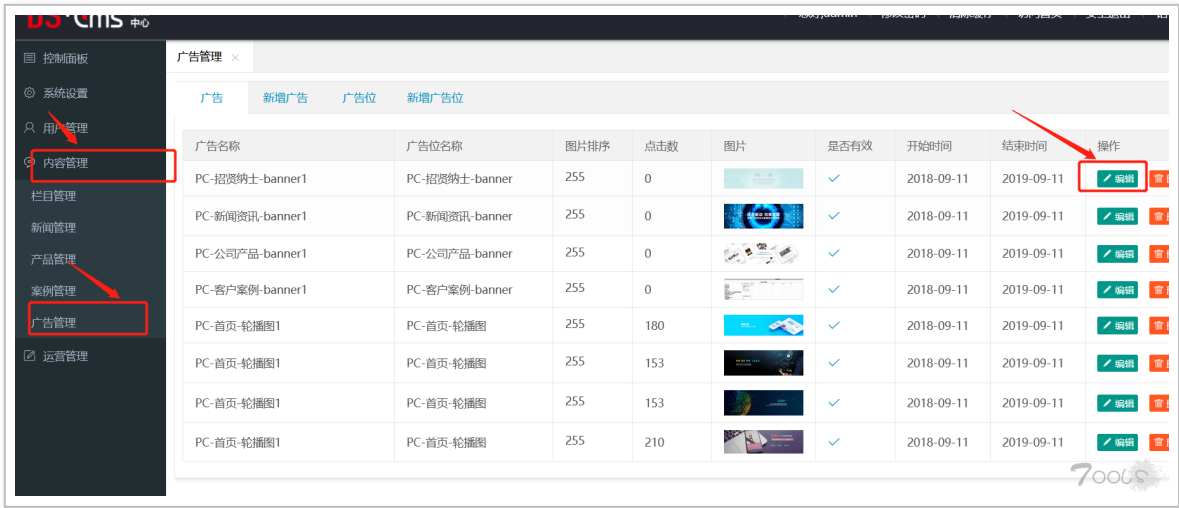 DSCms 中心
控制面板
系统设置
用户管理
内容管理
栏目管理
新闻管理
产品管理
案例管理
广告管理
运营管理
广告管理 ×
广告 新增广告 广告位 新增广告位
广告名称 广告位名称 图片排序 点击数 图片 是否有效 开始时间 结束时间 操作
PC-招贤纳士-banner1 PC-招贤纳士-banner 255 0 2018-09-11 2019-09-11 编辑
PC-新闻资讯-banner1 PC-新闻资讯-banner 255 0 2018-09-11 2019-09-11 编辑
PC-公司产品-banner1 PC-公司产品-banner 255 0 2018-09-11 2019-09-11 编辑
PC-客户案例-banner1 PC-客户案例-banner 255 0 2018-09-11 2019-09-11 编辑
PC-首页-轮播图1 PC-首页-轮播图 255 180 2018-09-11 2019-09-11 编辑
PC-首页-轮播图1 PC-首页-轮播图 255 153 2018-09-11 2019-09-11 编辑
PC-首页-轮播图1 PC-首页-轮播图 255 153 2018-09-11 2019-09-11 编辑
PC-首页-轮播图1 PC-首页-轮播图 255 210 2018-09-11 2019-09-11 编辑
7ools